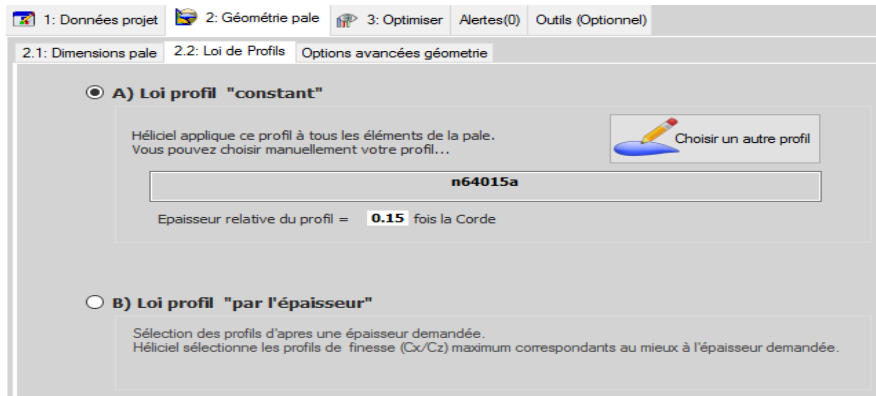 1: Données projet 2: Géométrie pale 3: Optimiser Alertes(0) Outils (Optionnel)
2.1: Dimensions pale 2.2: Loi de Profils Options avancées géometrie
A) Loi profil "constant"
Héliciel applique ce profil à tous les éléments de la pale.
Vous pouvez choisir manuellement votre profil...
Choisir un autre profil
n64015a
Epaisseur relative du profil = 0.15 fois la Corde
B) Loi profil "par l'épaisseur"
Sélection des profils d'apres une épaisseur demandée.
Héliciel sélectionne les profils de finesse (Cx/Cz) maximum correspondants au mieux à l'épaisseur demandée.